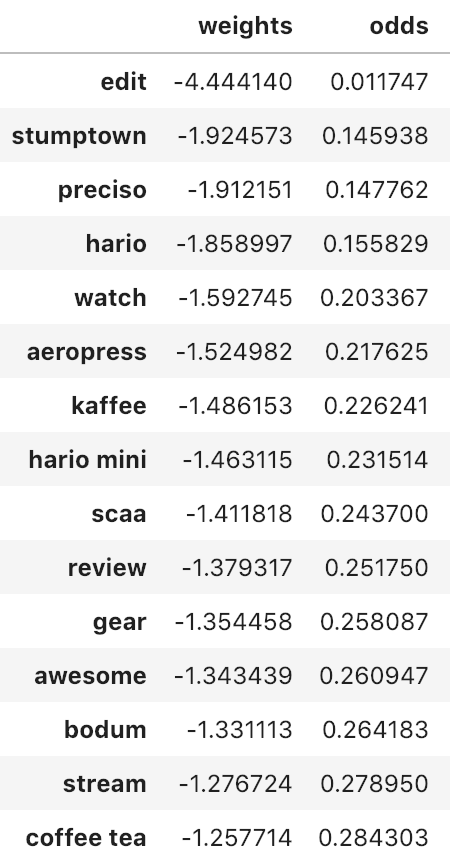 weights odds
edit -4.444140 0.011747
stumptown -1.924573 0.145938
preciso -1.912151 0.147762
hario -1.858997 0.155829
watch -1.592745 0.203367
aeropress -1.524982 0.217625
kaffee -1.486153 0.226241
hario mini -1.463115 0.231514
scaa -1.411818 0.243700
review -1.379317 0.251750
gear -1.354458 0.258087
awesome -1.343439 0.260947
bodum -1.331113 0.264183
stream -1.276724 0.278950
coffee tea -1.257714 0.284303